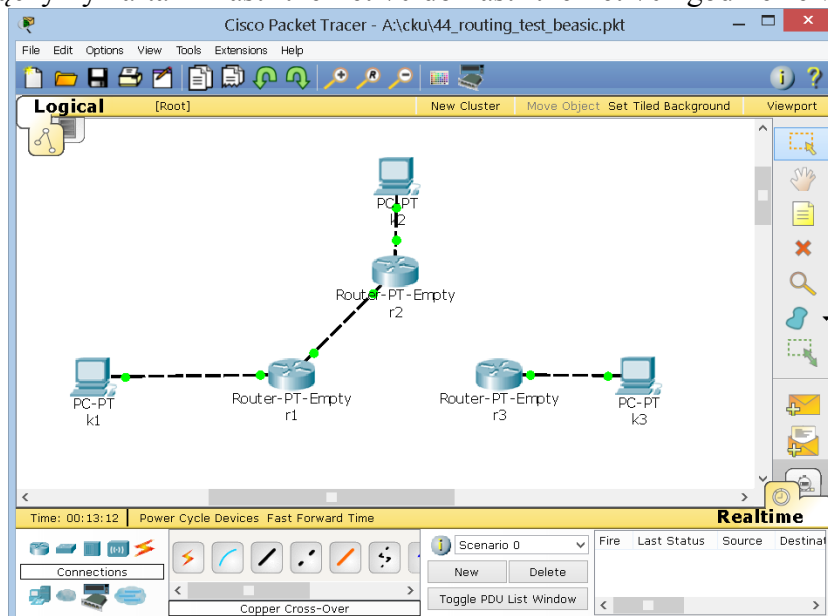 Cisco Packet Tracer - A:\cku\44_routing_test_beasic.pkt
File Edit Options View Tools Extensions Help
Logical [Root] New Cluster Move Object Set Tiled Background Viewport
PC-PT
k2
Router-PT-Empty
r2
PC-PT
k1
Router-PT-Empty
r1
Router-PT-Empty
r3
PC-PT
k3
Time: 00:13:12 Power Cycle Devices Fast Forward Time Realtime
Connections
Copper Cross-Over
Scenario 0
New Delete
Toggle PDU List Window
Fire Last Status Source Destinat